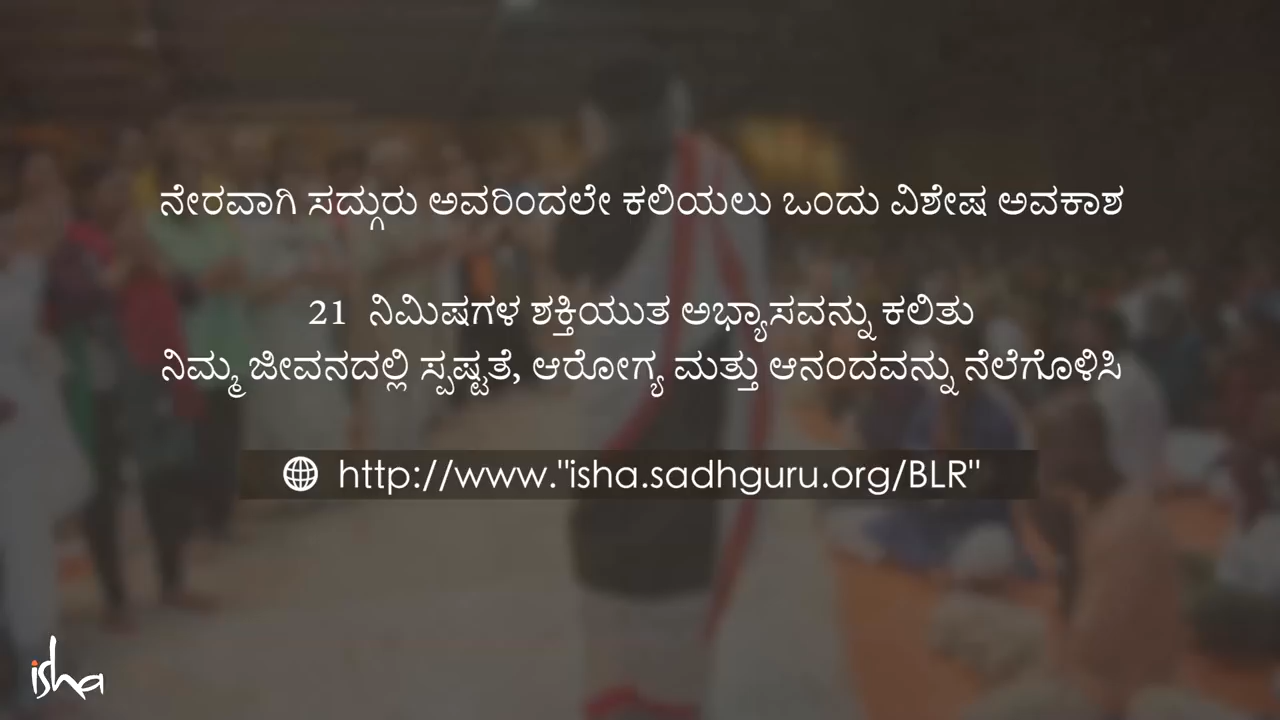 ನೇರವಾಗಿ ಸದ್ಗುರು ಅವರಿಂದಲೇ ಕಲಿಯಲು ಒಂದು ವಿಶೇಷ ಅವಕಾಶ
21 ನಿಮಿಷಗಳ ಶಕ್ತಿಯುತ ಅಭ್ಯಾಸವನ್ನು ಕಲಿತು
ನಿಮ್ಮ ಜೀವನದಲ್ಲಿ ಸ್ಪಷ್ಟತೆ, ಆರೋಗ್ಯ ಮತ್ತು ಆನಂದವನ್ನು ನೆಲೆಗೊಳಿಸಿ
http://www."isha.sadhguru.org/BLR"
isha